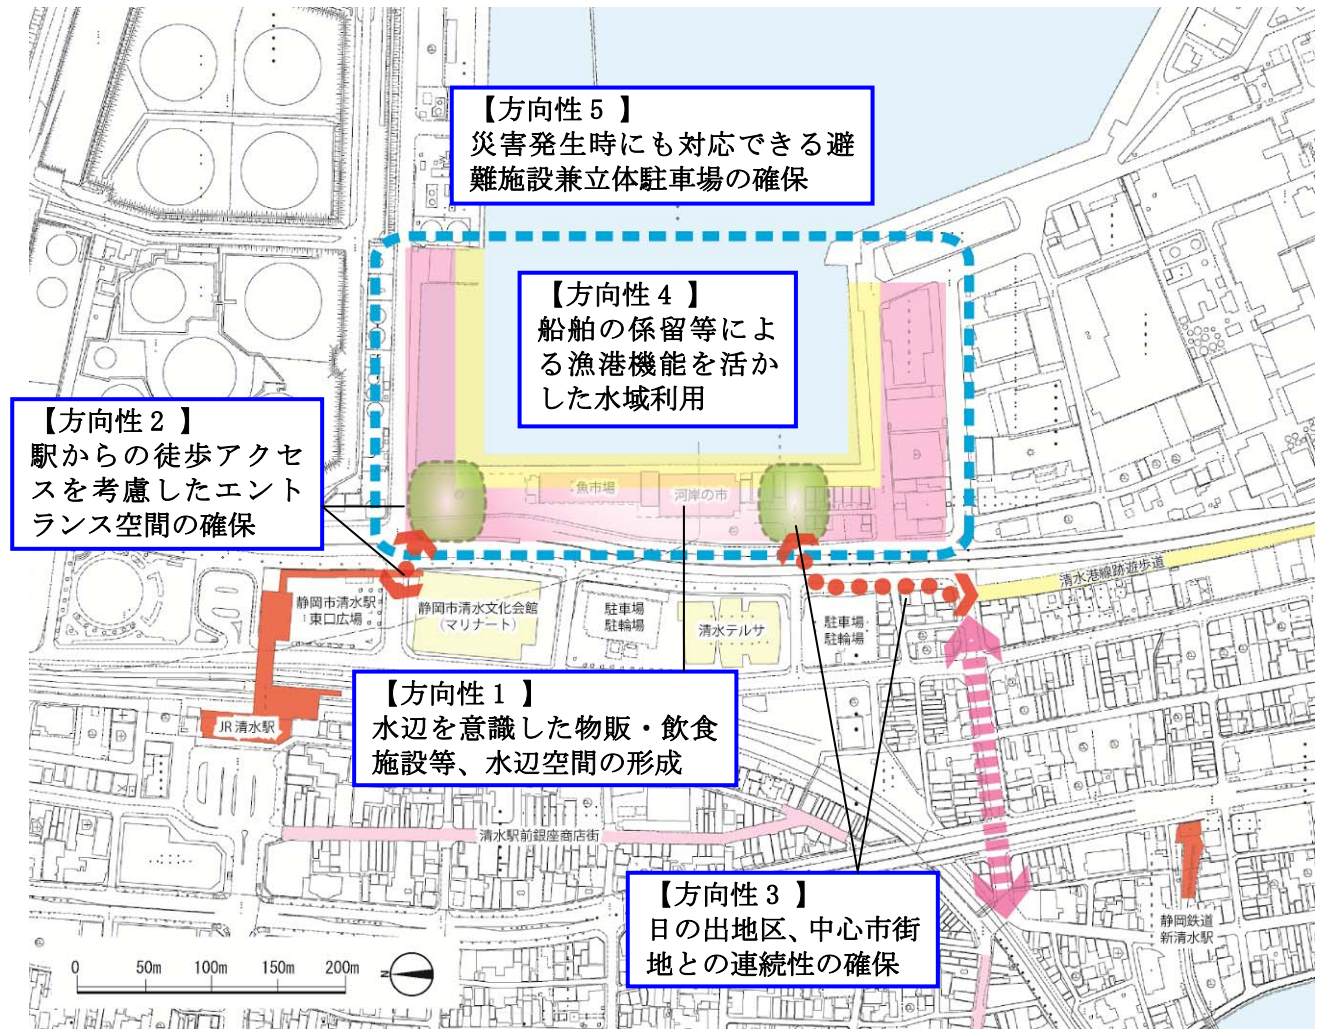 【方向性５ 】
災害発生時にも対応できる避
難施設兼立体駐車場の確保
【方向性４ 】
船舶の係留等によ
る漁港機能を活か
した水域利用
【方向性２ 】
駅からの徒歩アクセ
スを考慮したエント
ランス空間の確保
魚市場
河岸の市
清水港線跡遊歩道
静岡市清水駅
東口広場
静岡市清水文化会館
（マリナート）
駐車場
駐輪場
清水テルサ
駐車場
駐輪場
JR 清水駅
【方向性１ 】
水辺を意識した物販・飲食
施設等、水辺空間の形成
清水駅前銀座商店街
【方向性３ 】
日の出地区、中心市街
地との連続性の確保
静岡鉄道
新清水駅
0 50m 100m 150m 200m
N